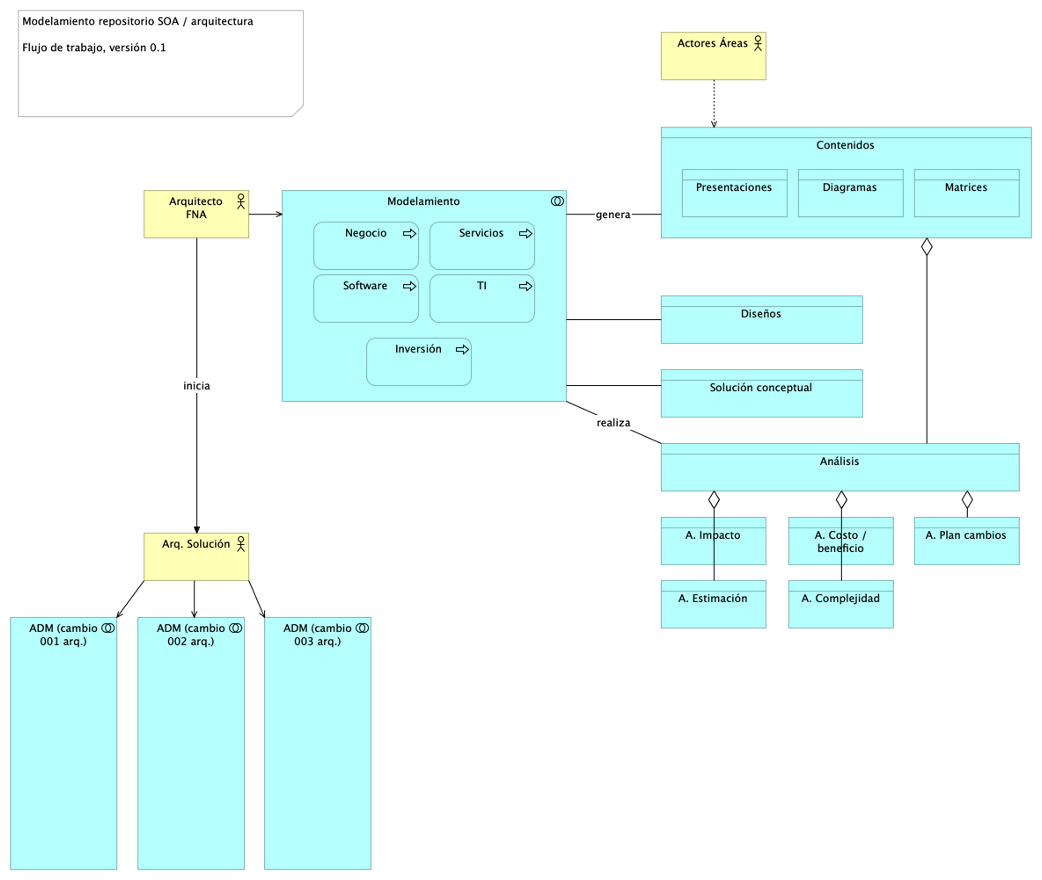 Modelamiento repositorio SOA / arquitectura
Flujo de trabajo, versión 0.1
Actores Áreas
Contenidos
Presentaciones
Diagramas
Matrices
Arquitecto
FNA
Modelamiento
Negocio
Servicios
Software
TI
Inversión
genera
Diseños
Solución conceptual
realiza
Análisis
inicia
A. Impacto
A. Costo /
beneficio
A. Plan cambios
A. Estimación
A. Complejidad
Arq. Solución
ADM (cambio
001 arq.)
ADM (cambio
002 arq.)
ADM (cambio
003 arq.)